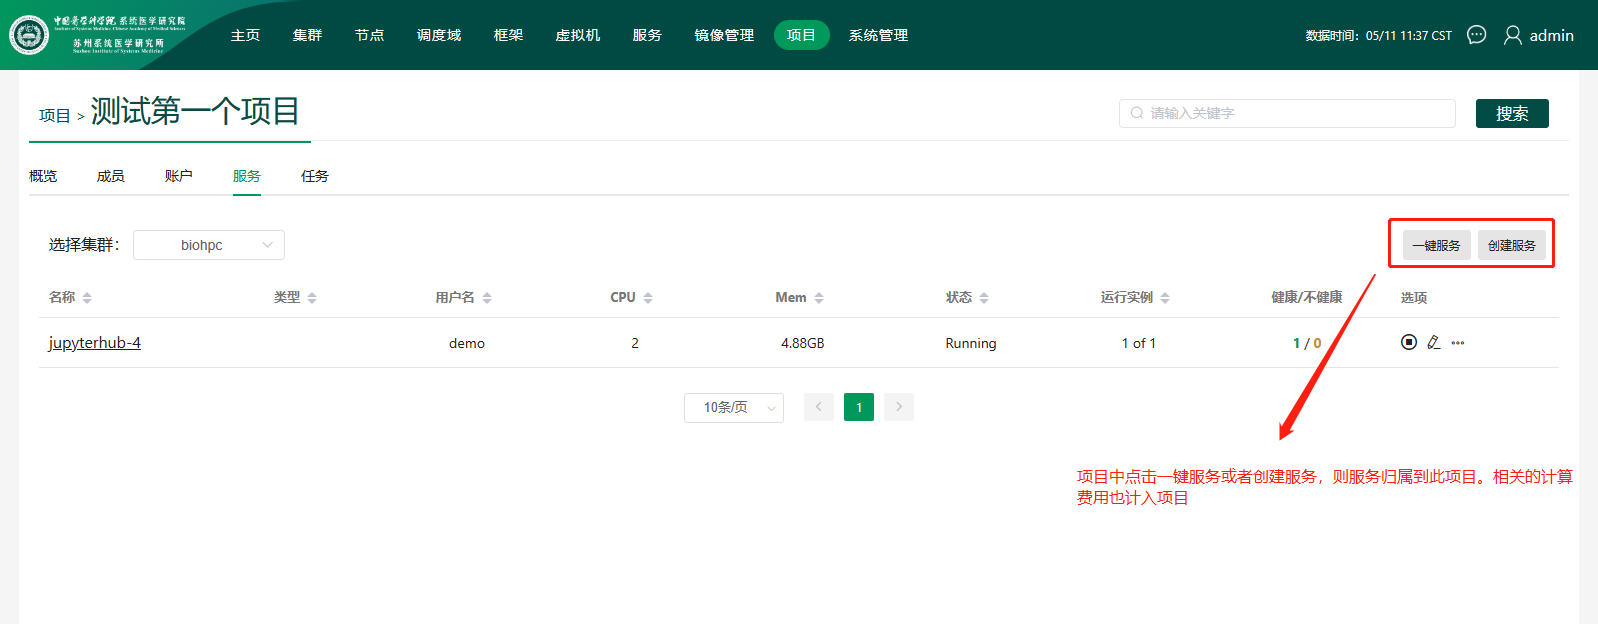 中国医学科学院 系统医学研究院
Institute of Systems Medicine, Chinese Academy of Medical Sciences
苏州系统医学研究所
Suzhou Institute of Systems Medicine
主页 集群 节点 调度域 框架 虚拟机 服务 镜像管理 项目 系统管理
数据时间：05/11 11:37 CST admin
项目 > 测试第一个项目
请输入关键字 搜索
概览 成员 账户 服务 任务
选择集群： biohpc 一键服务 创建服务
名称 类型 用户名 CPU Mem 状态 运行实例 健康/不健康 选项
jupyterhub-4 demo 2 4.88GB Running 1 of 1 1 / 0
10条/页 < 1 >
项目中点击一键服务或者创建服务，则服务归属到此项目。相关的计算
费用也计入项目